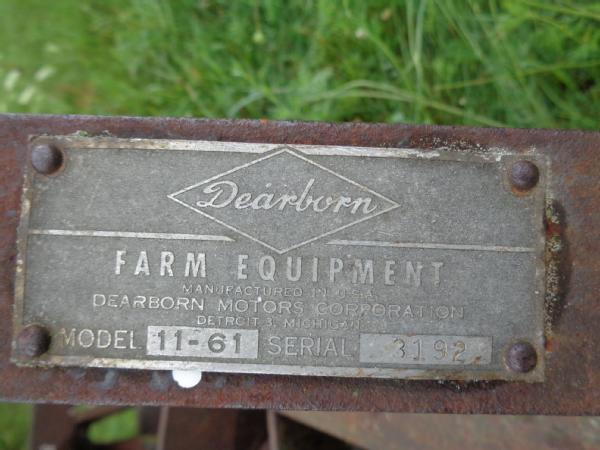 Dearborn
FARM EQUIPMENT
MANUFACTURED IN U.S.A.
DEARBORN MOTORS CORPORATION
DETROIT 3, MICHIGAN
MODEL 11-61 SERIAL 3192